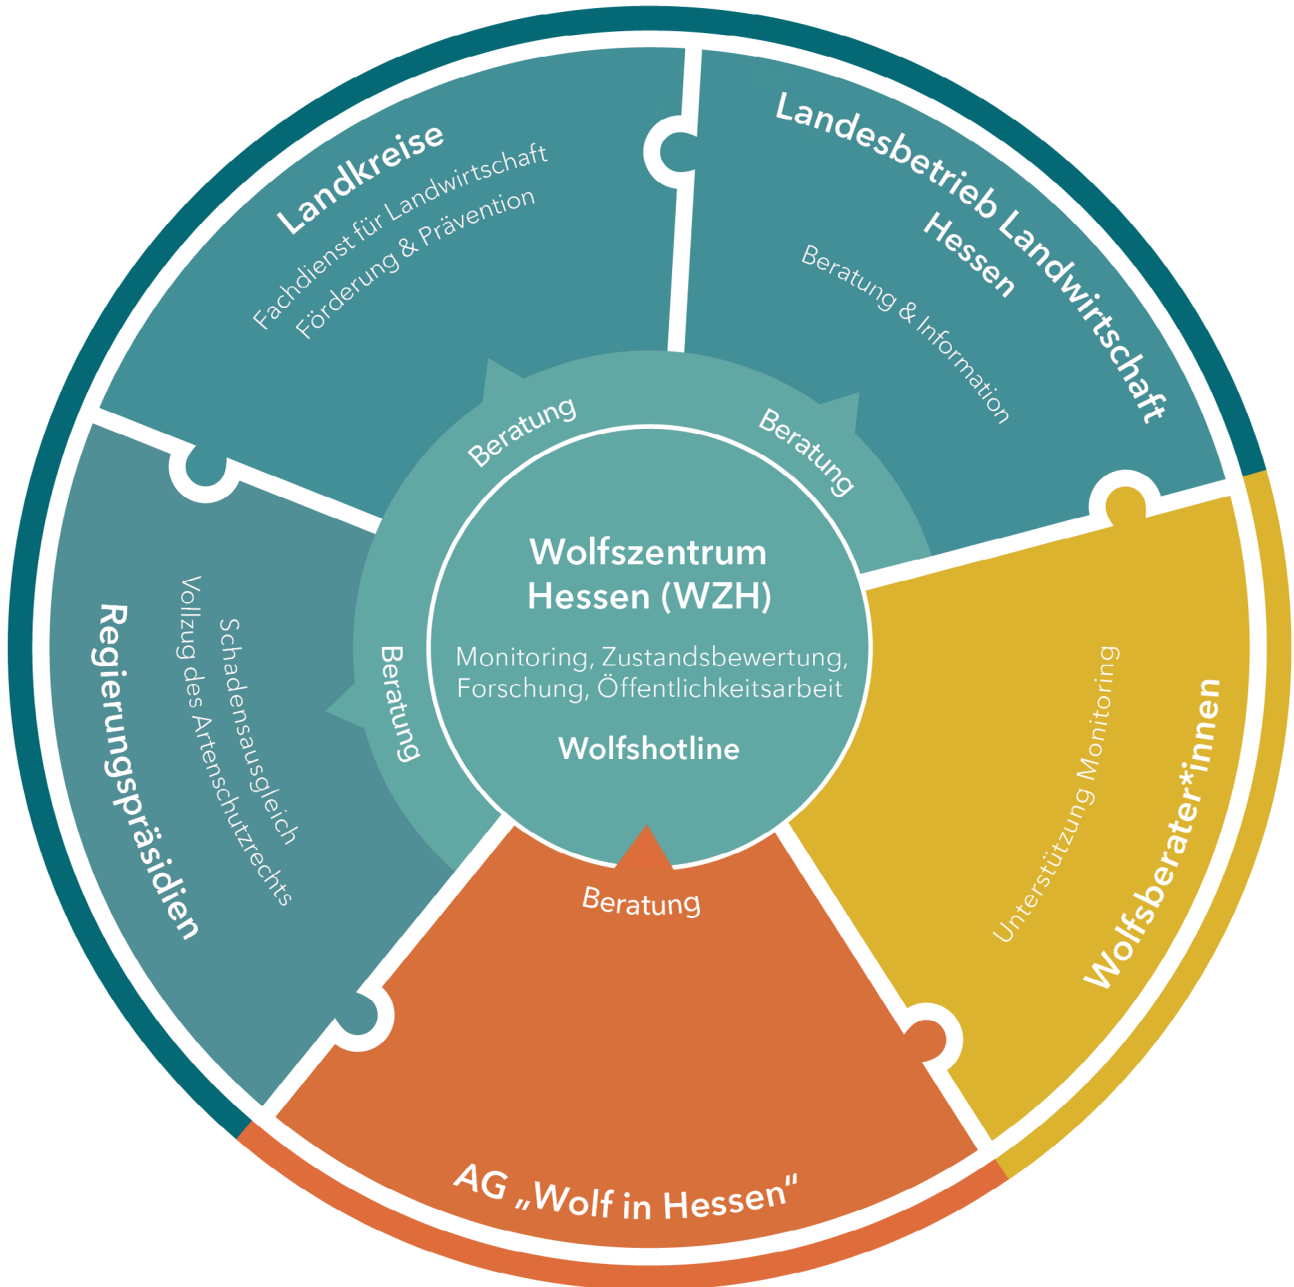 Landkreise
Fachdienst für Landwirtschaft
Förderung & Prävention
Landesbetrieb Landwirtschaft
Hessen
Beratung & Information
Beratung
Beratung
Beratung
Wolfszentrum
Hessen (WZH)
Monitoring, Zustandsbewertung,
Forschung, Öffentlichkeitsarbeit
Wolfshotline
Regierungspräsidien
Vollzug des Artenschutzrechts
Schadensausgleich
Unterstützung Monitoring
Wolfsberater*innen
Beratung
AG „Wolf in Hessen“